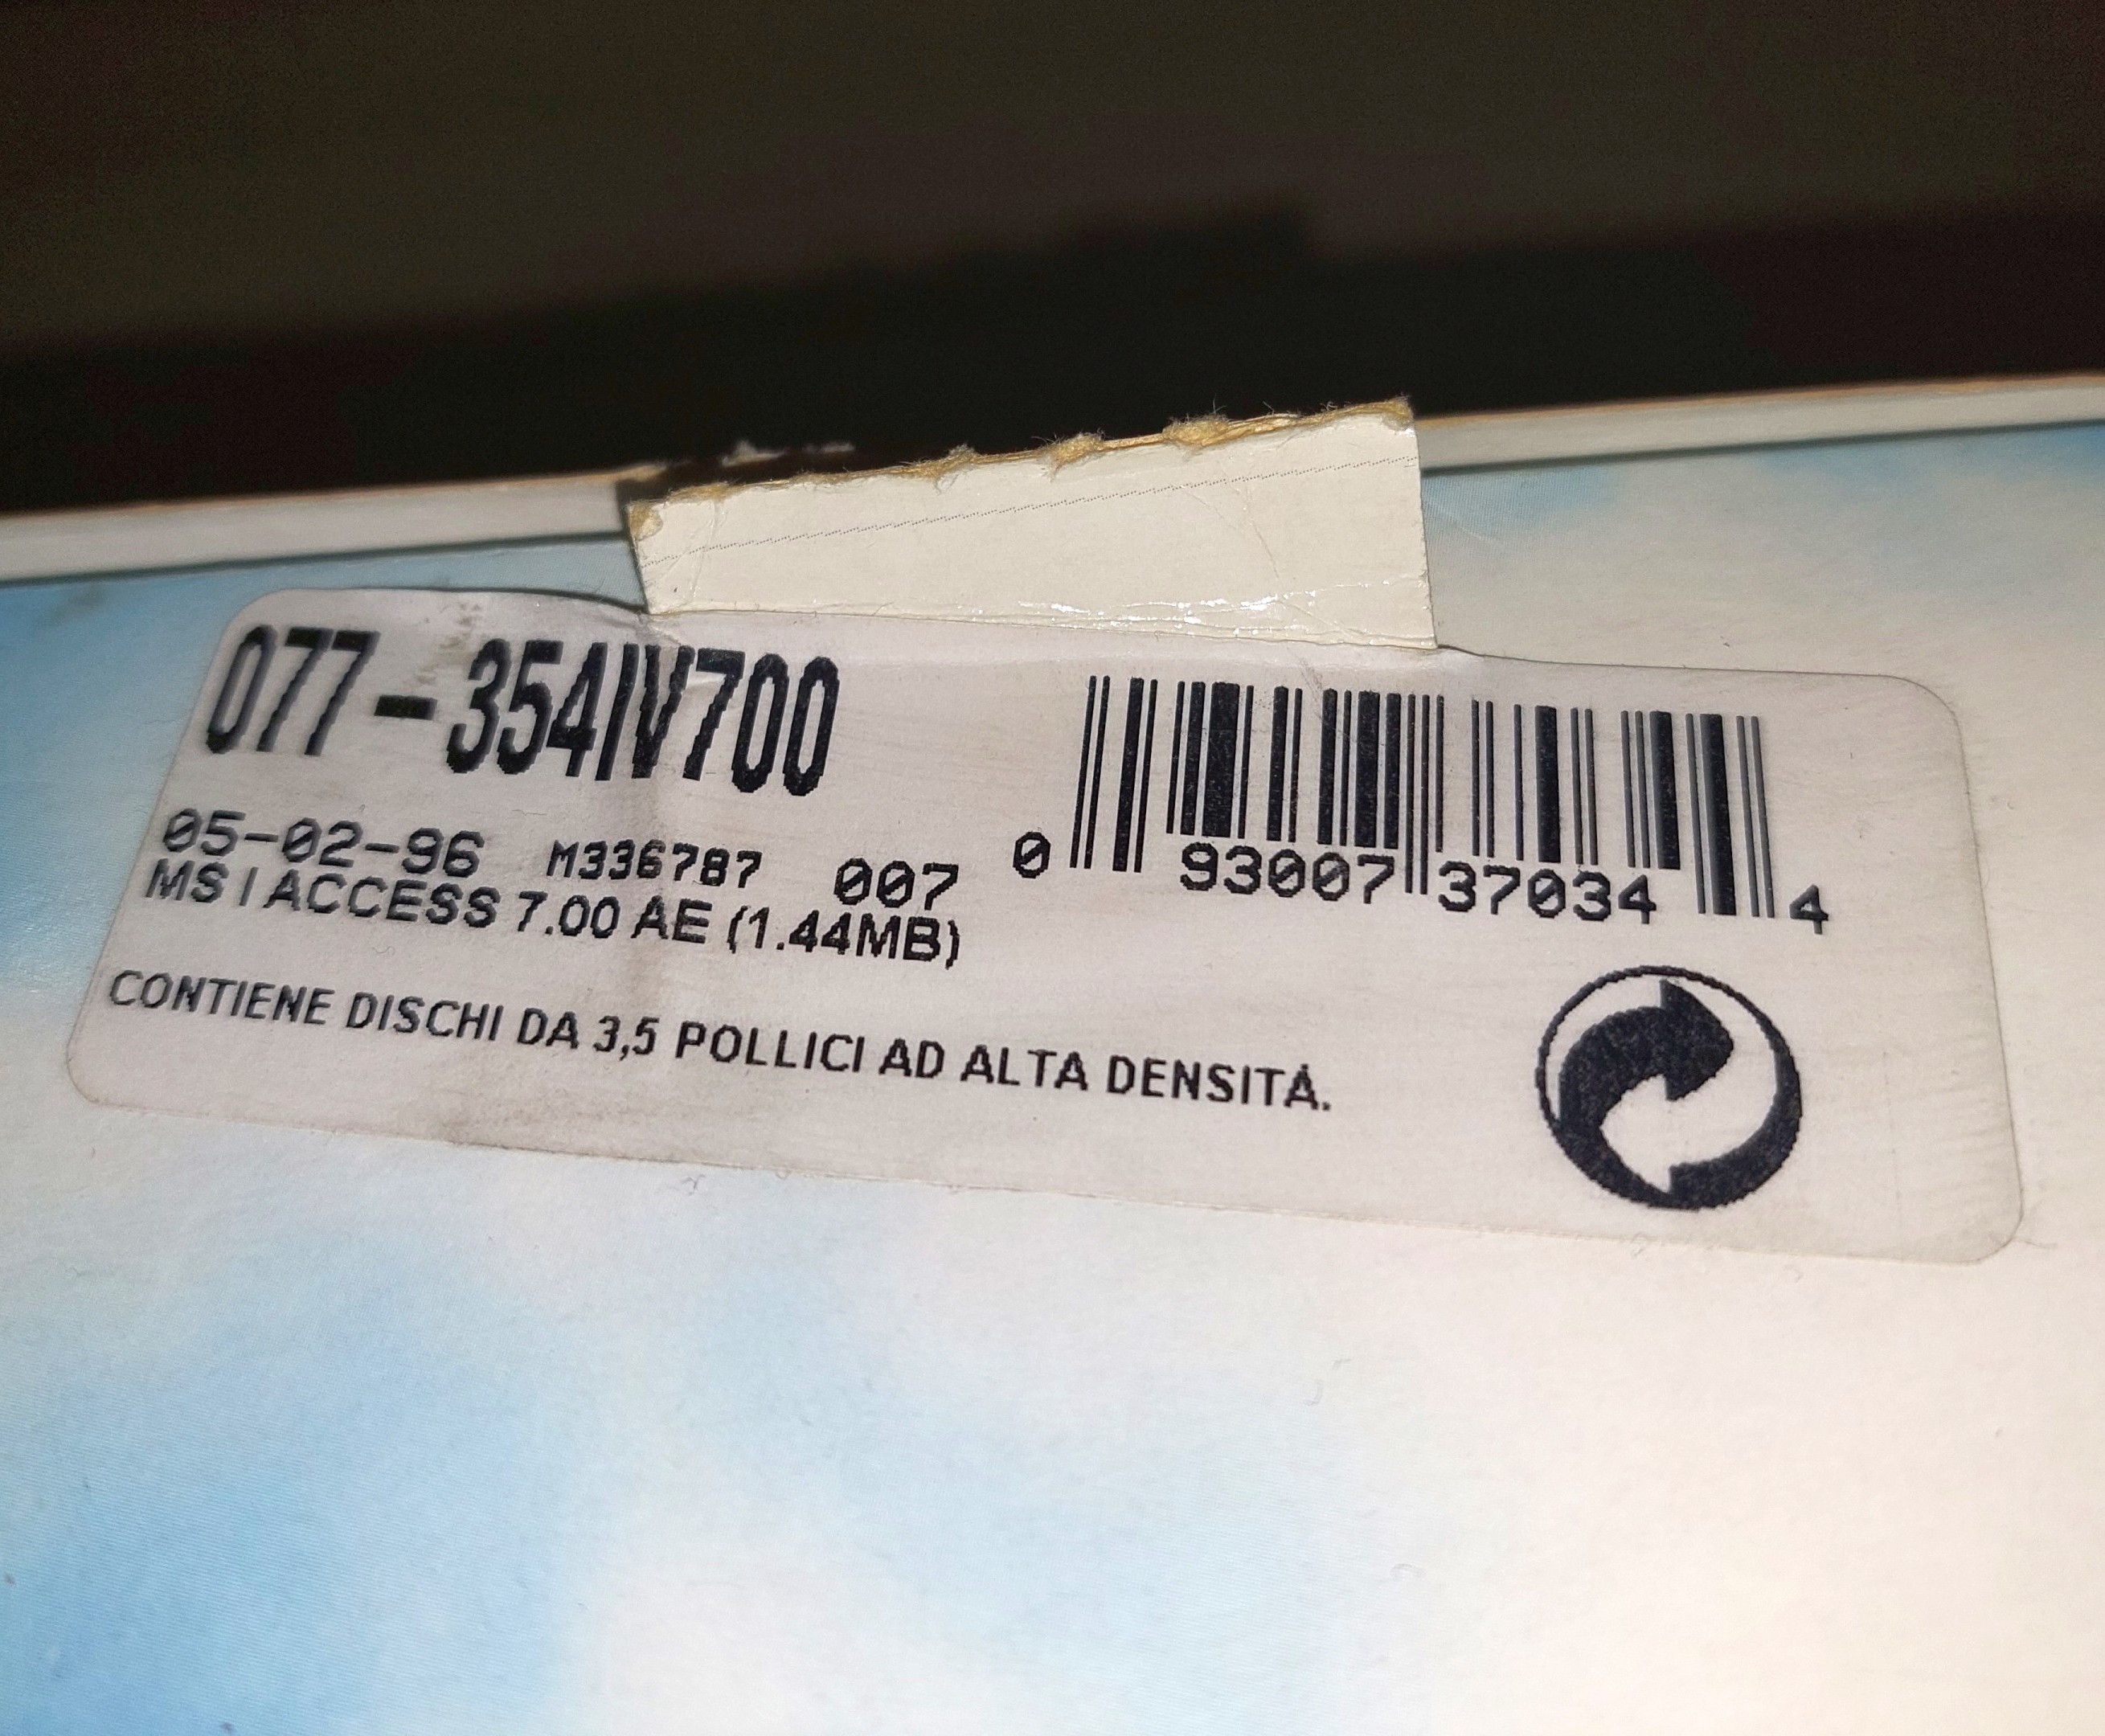 077-354IV700
05-02-96 M336787 007
MS I ACCESS 7.00 AE (1.44MB)
CONTIENE DISCHI DA 3,5 POLLICI AD ALTA DENSITÁ.
0 93007 37034 4